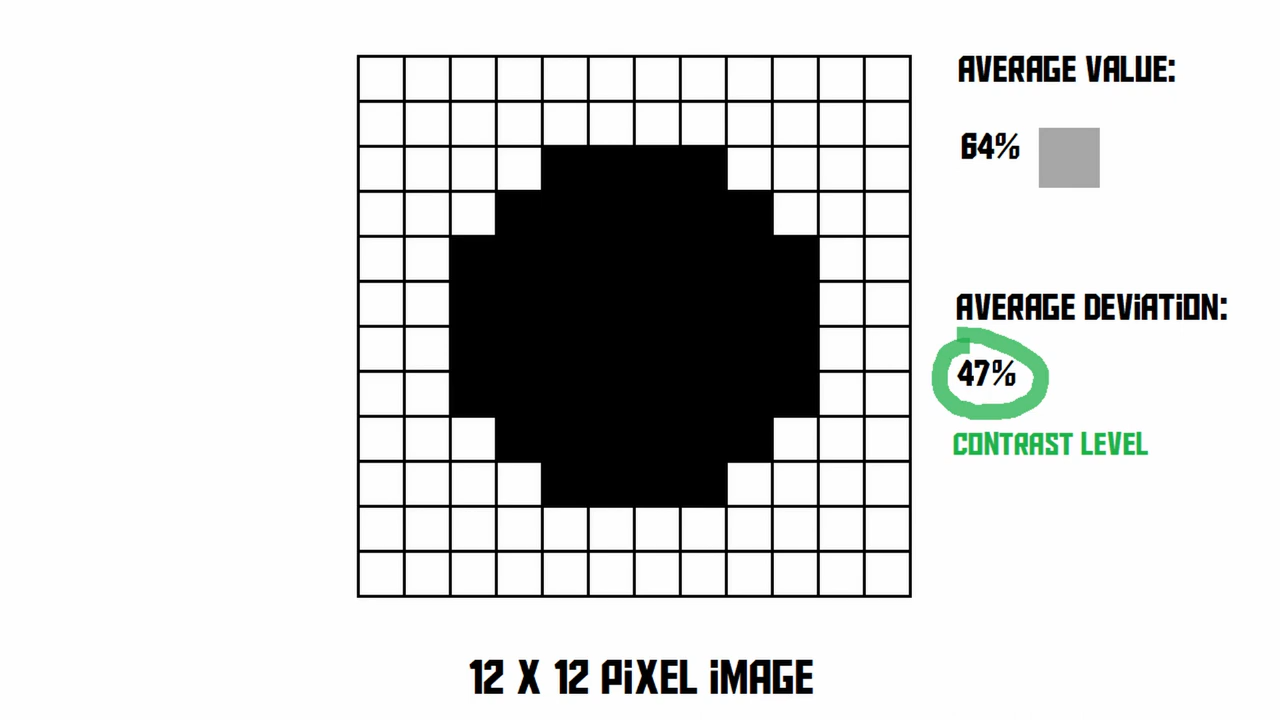 AVERAGE VALUE:
64%
AVERAGE DEViATiON:
47%
CONTRAST LEVEL
12 X 12 PiXEL iMAGE